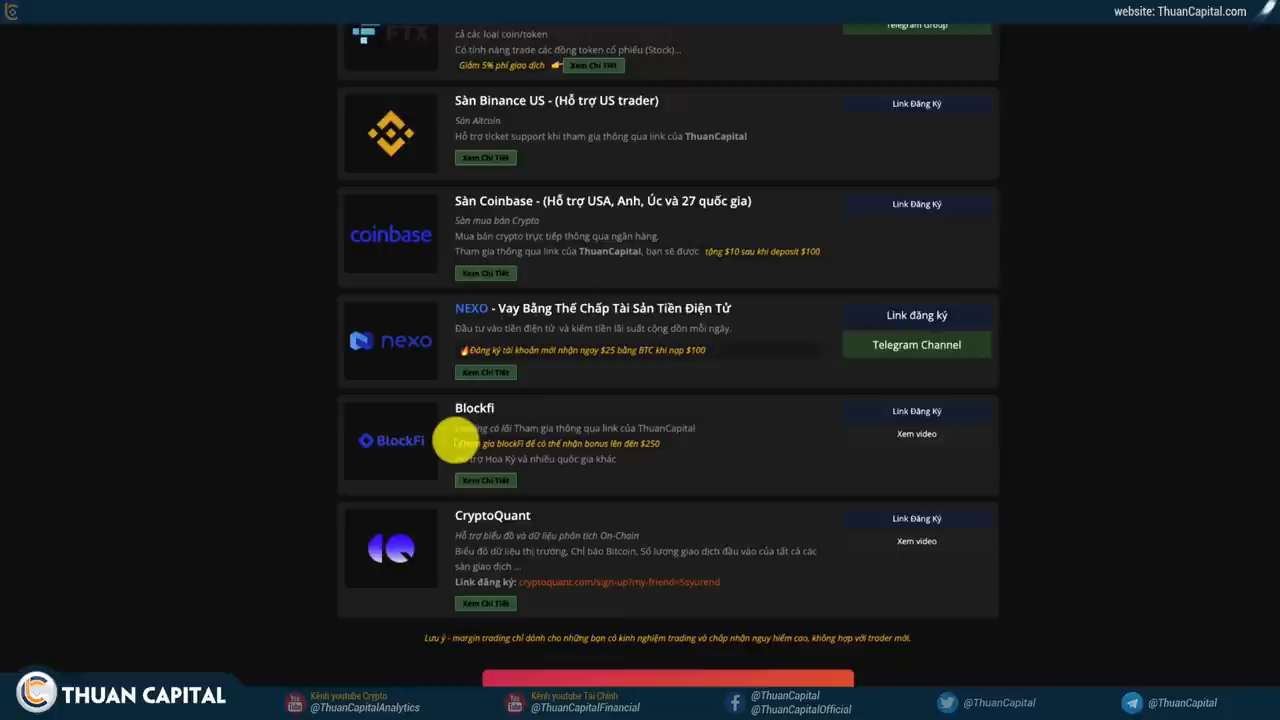 website: ThuanCapital.com
FTX
cả các loại coin/token
Có tính năng trade các đồng token cổ phiếu (Stock)...
Giảm 5% phí giao dịch Xem Chi Tiết
Telegram Group
Sàn Binance US - (Hỗ trợ US trader)
Sàn Altcoin
Hỗ trợ ticket support khi tham gia thông qua link của ThuanCapital
Xem Chi Tiết
Link Đăng Ký
coinbase
Sàn Coinbase - (Hỗ trợ USA, Anh, Úc và 27 quốc gia)
Sàn mua bán Crypto
Mua bán crypto trực tiếp thông qua ngân hàng.
Tham gia thông qua link của ThuanCapital, bạn sẽ được tặng $10 sau khi deposit $100
Xem Chi Tiết
Link Đăng Ký
nexo
NEXO - Vay Bằng Thế Chấp Tài Sản Tiền Điện Tử
Đầu tư vào tiền điện tử và kiếm tiền lãi suất cộng dồn mỗi ngày.
🔥Đăng ký tài khoản mới nhận ngay $25 bằng BTC khi nạp $100
Xem Chi Tiết
Link đăng ký
Telegram Channel
BlockFi
Blockfi
có lãi Tham gia thông qua link của ThuanCapital
gia blockFi để có thể nhận bonus lên đến $250
trợ Hoa Kỳ và nhiều quốc gia khác
Xem Chi Tiết
Link Đăng Ký
Xem video
CryptoQuant
Hỗ trợ biểu đồ và dữ liệu phân tích On-Chain
Biểu đồ dữ liệu thị trường, Chỉ báo Bitcoin, Số lượng giao dịch đầu vào của tất cả các
sàn giao dịch ...
Link đăng ký: cryptoquant.com/sign-up?my-friend=Ssyurend
Xem Chi Tiết
Link Đăng Ký
Xem video
Lưu ý - margin trading chỉ dành cho những bạn có kinh nghiệm trading và chấp nhận nguy hiểm cao, không hợp với trader mới.
THUAN CAPITAL
Kênh youtube Crypto
@ThuanCapitalAnalytics
Kênh youtube Tài Chính
@ThuanCapitalFinancial
@ThuanCapital
@ThuanCapitalOfficial
@ThuanCapital
@ThuanCapital